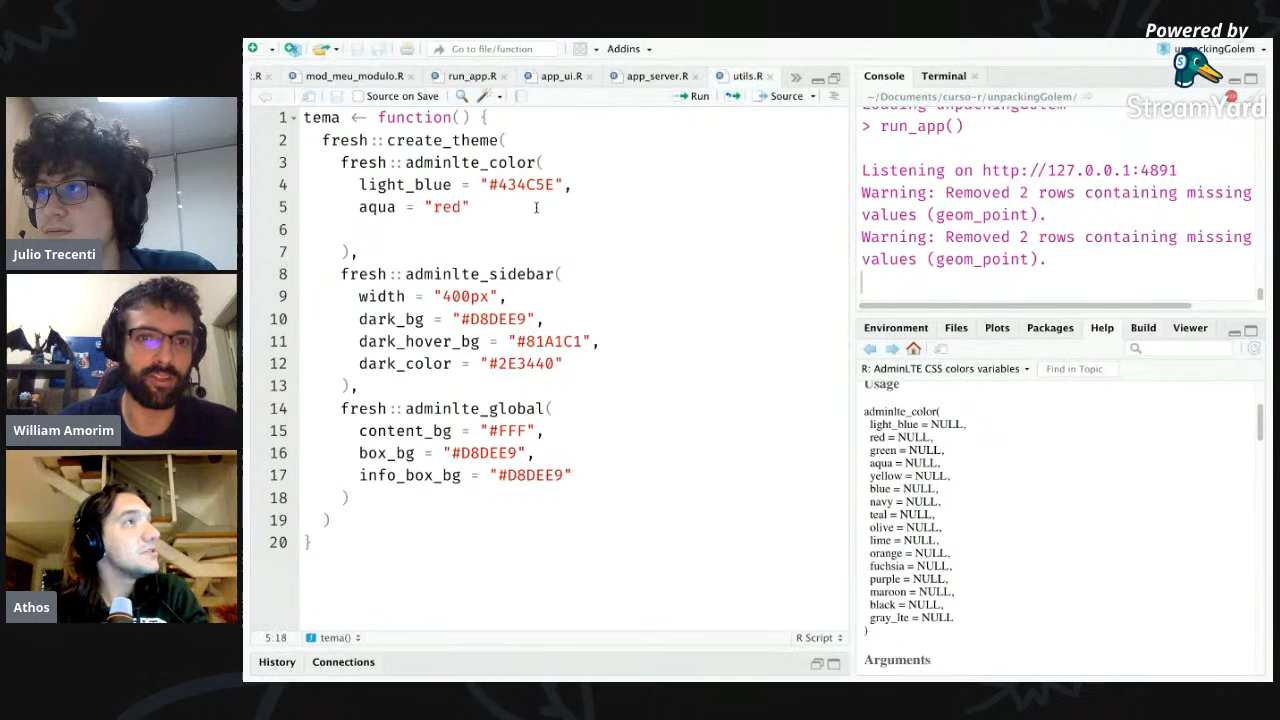 Powered by
StreamYard
Julio Trecenti
William Amorim
Athos
Go to file/function
Addins
.R
mod_meu_modulo.R
run_app.R
app_ui.R
app_server.R
utils.R
Source on Save
Run
Source
1 tema <- function() {
2 fresh::create_theme(
3 fresh::adminlte_color(
4 light_blue = "#434C5E",
5 aqua = "red"
6
7 ),
8 fresh::adminlte_sidebar(
9 width = "400px",
10 dark_bg = "#D8DEE9",
11 dark_hover_bg = "#81A1C1",
12 dark_color = "#2E3440"
13 ),
14 fresh::adminlte_global(
15 content_bg = "#FFF",
16 box_bg = "#D8DEE9",
17 info_box_bg = "#D8DEE9"
18 )
19 )
20 }
5:18
tema()
R Script
History
Connections
Console
Terminal
~/Documents/curso-r/unpackingGolem/
> run_app()
Listening on http://127.0.0.1:4891
Warning: Removed 2 rows containing missing
values (geom_point).
Warning: Removed 2 rows containing missing
values (geom_point).
Environment
Files
Plots
Packages
Help
Build
Viewer
R: AdminLTE CSS colors variables
Find in Topic
Usage
adminlte_color(
light_blue = NULL,
red = NULL,
green = NULL,
aqua = NULL,
yellow = NULL,
blue = NULL,
navy = NULL,
teal = NULL,
olive = NULL,
lime = NULL,
orange = NULL,
fuchsia = NULL,
purple = NULL,
maroon = NULL,
black = NULL,
gray_lte = NULL
)
Arguments